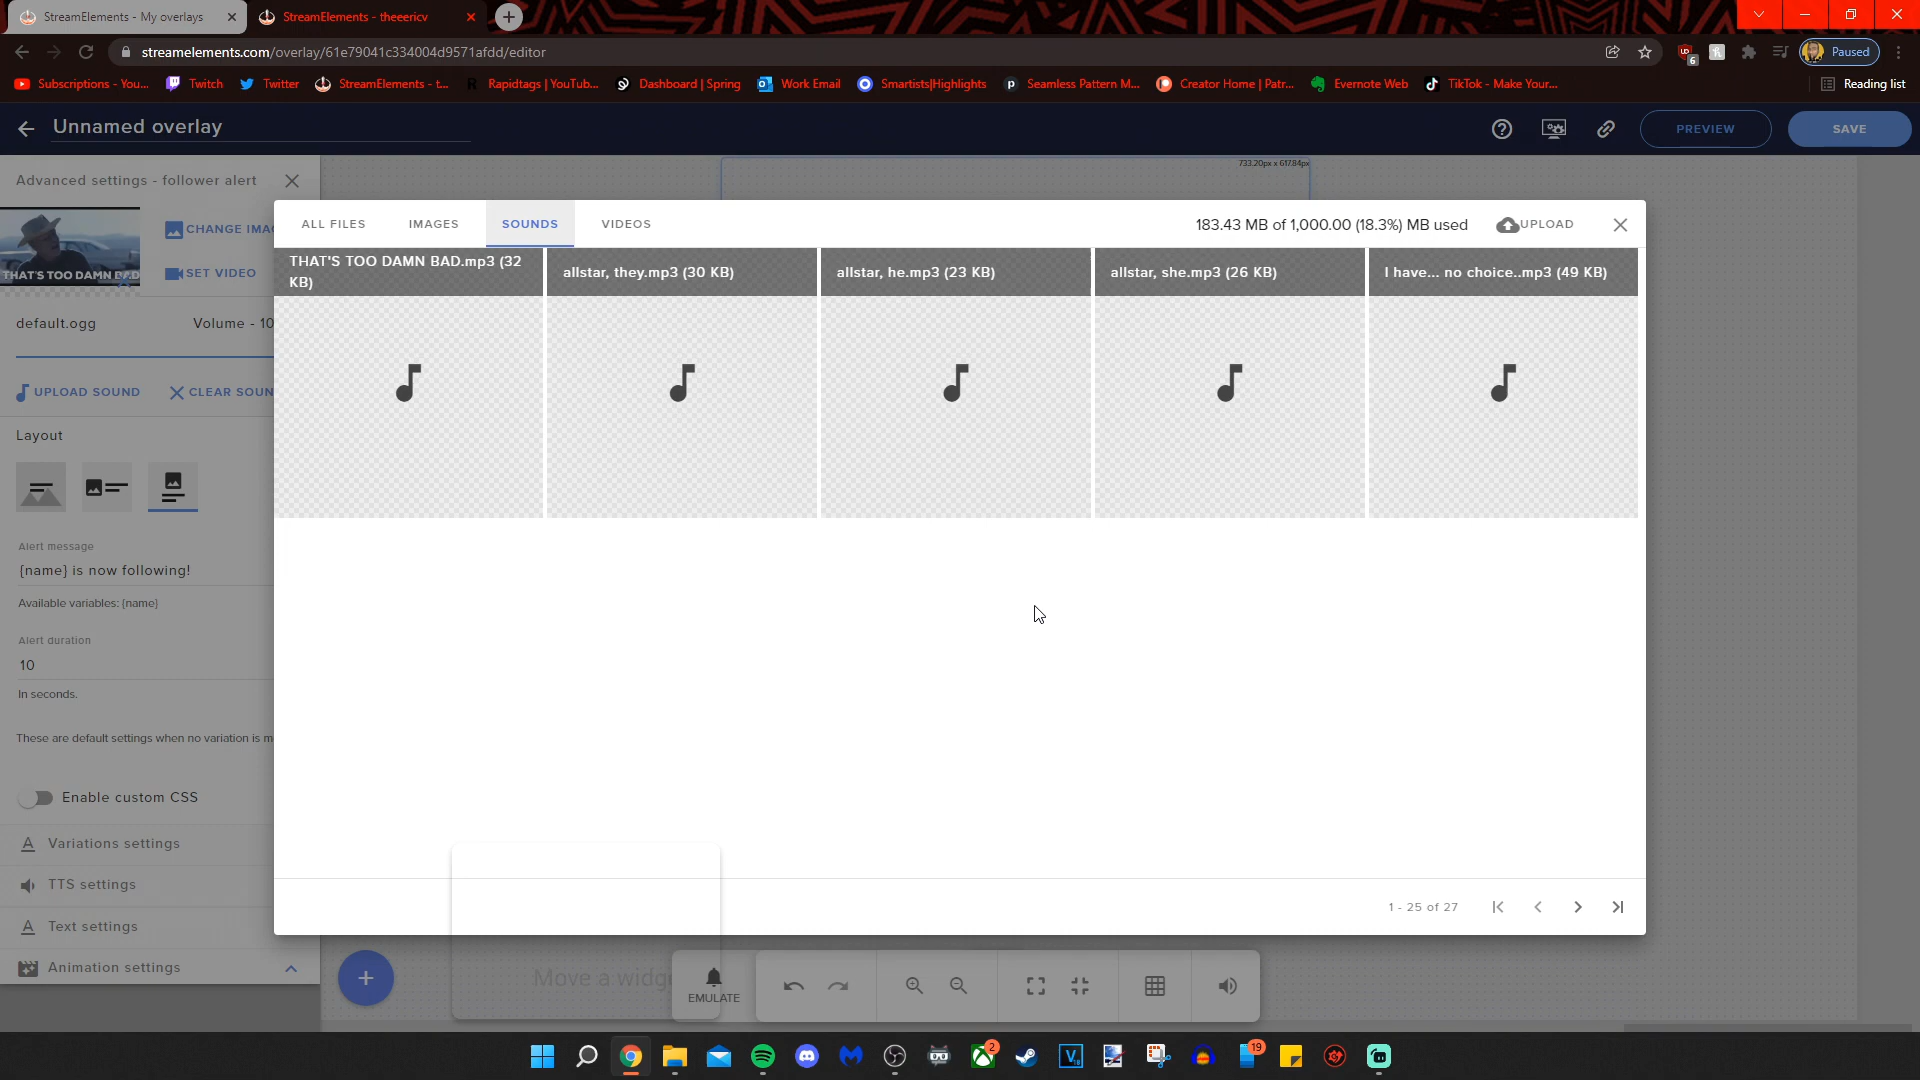 StreamElements - My overlays
StreamElements - theeericv
streamelements.com/overlay/61e79041c334004d9571afdd/editor
Paused
6
Subscriptions - You...
Twitch
Twitter
StreamElements - t...
Rapidtags | YouTub...
Dashboard | Spring
Work Email
Smartists|Highlights
Seamless Pattern M...
Creator Home | Patr...
Evernote Web
TikTok - Make Your...
Reading list
Unnamed overlay
PREVIEW
SAVE
733.20px x 617.84px
Advanced settings - follower alert
ALL FILES
IMAGES
SOUNDS
VIDEOS
183.43 MB of 1,000.00 (18.3%) MB used
UPLOAD
CHANGE IMA
THAT'S TOO DAMN BAD
SET VIDEO
THAT'S TOO DAMN BAD.mp3 (32 KB)
allstar, they.mp3 (30 KB)
allstar, he.mp3 (23 KB)
allstar, she.mp3 (26 KB)
I have... no choice..mp3 (49 KB)
default.ogg
Volume - 10
UPLOAD SOUND
CLEAR SOUN
Layout
Alert message
{name} is now following!
Available variables: {name}
Alert duration
10
In seconds.
These are default settings when no variation is m
Enable custom CSS
Variations settings
TTS settings
Text settings
Animation settings
1 - 25 of 27
Move a widge
EMULATE
2
19